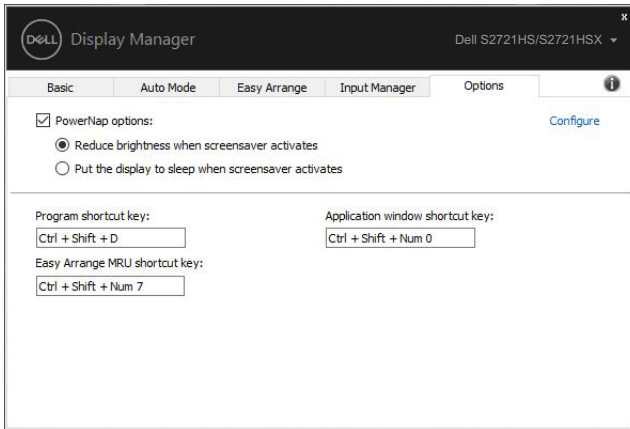 x
DELL Display Manager
Dell S2721HS/S2721HSX
Basic Auto Mode Easy Arrange Input Manager Options
PowerNap options: Configure
Reduce brightness when screensaver activates
Put the display to sleep when screensaver activates
Program shortcut key: Application window shortcut key:
Ctrl + Shift + D Ctrl + Shift + Num 0
Easy Arrange MRU shortcut key:
Ctrl + Shift + Num 7